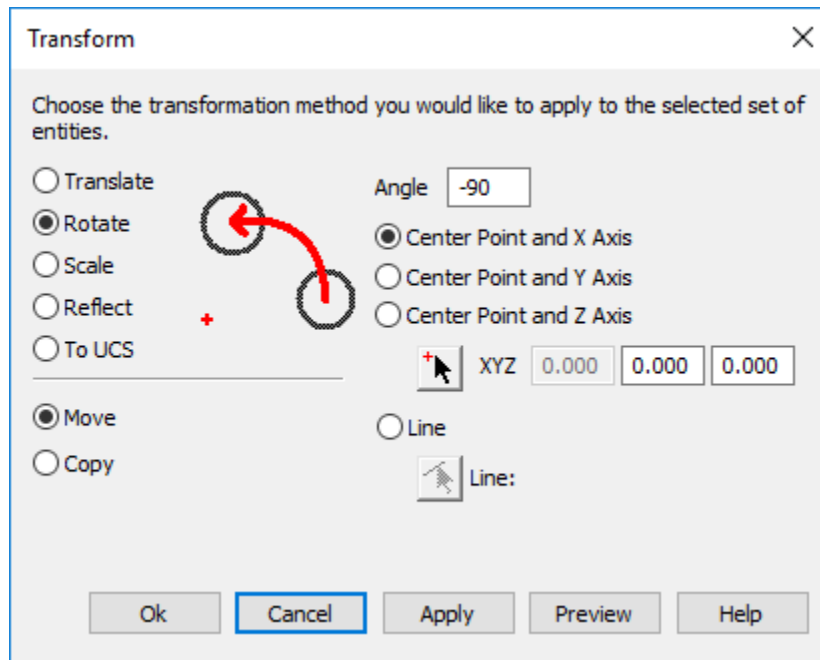 Transform
Choose the transformation method you would like to apply to the selected set of
entities.
Translate
Rotate
Scale
Reflect
To UCS
Move
Copy
Angle -90
Center Point and X Axis
Center Point and Y Axis
Center Point and Z Axis
XYZ 0.000 0.000 0.000
Line
Line:
Ok Cancel Apply Preview Help